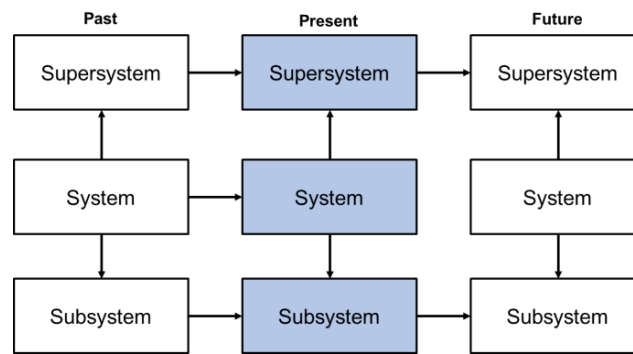 Past
Present
Future
Supersystem
Supersystem
Supersystem
System
System
System
Subsystem
Subsystem
Subsystem